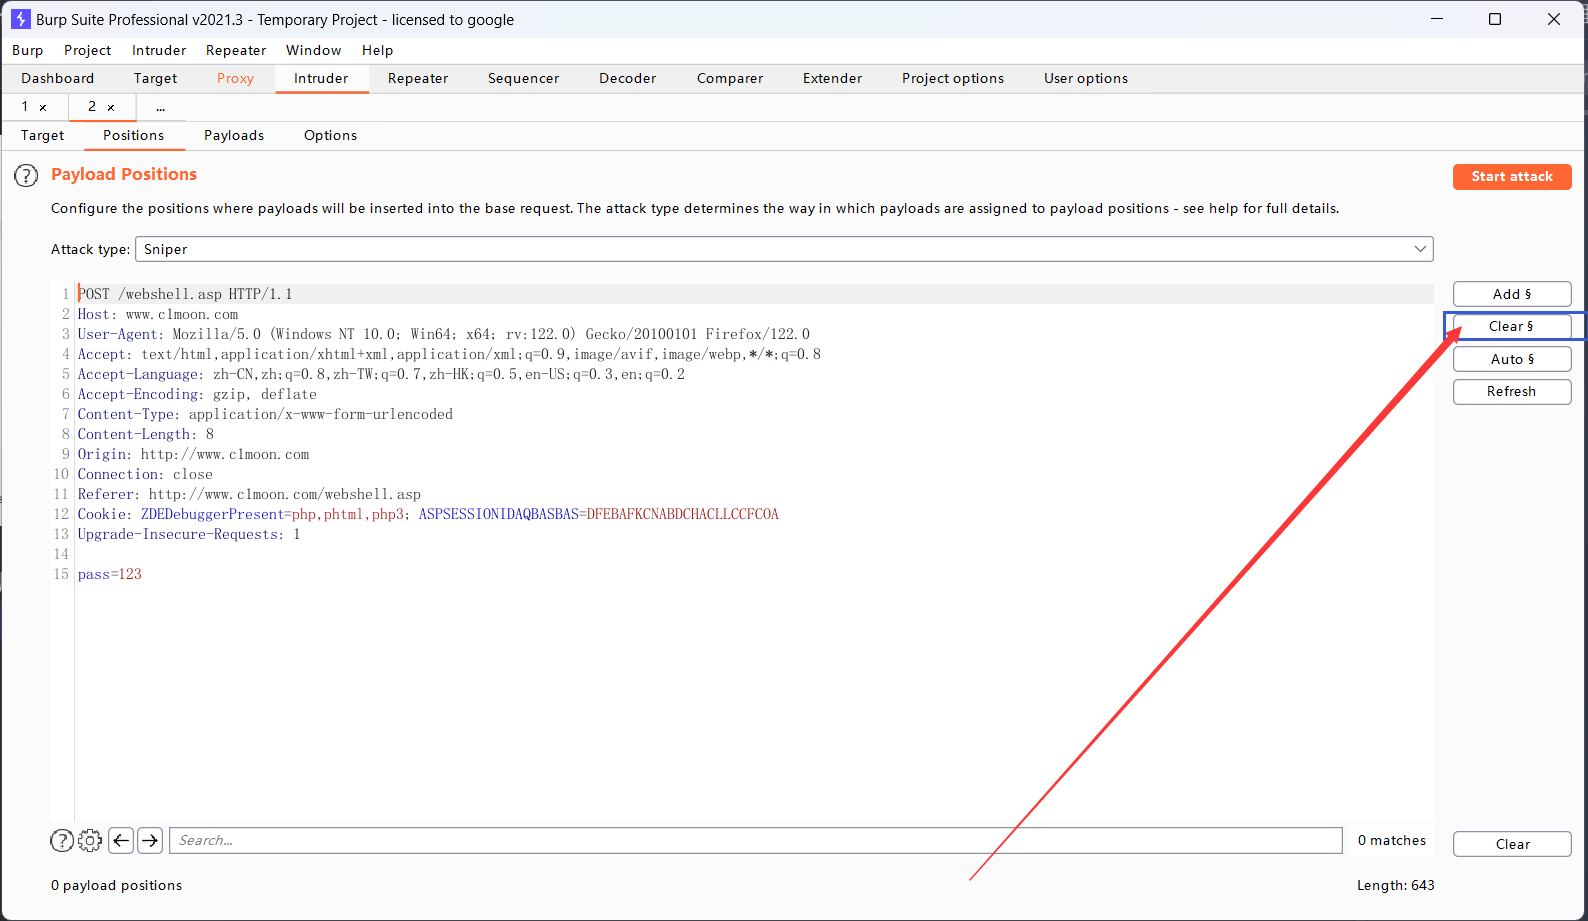 Burp Suite Professional v2021.3 - Temporary Project - licensed to google
Burp Project Intruder Repeater Window Help
Dashboard Target Proxy Intruder Repeater Sequencer Decoder Comparer Extender Project options User options
1 × 2 × ...
Target Positions Payloads Options
? Payload Positions
Start attack
Configure the positions where payloads will be inserted into the base request. The attack type determines the way in which payloads are assigned to payload positions - see help for full details.
Attack type: Sniper
1 POST /webshell.asp HTTP/1.1
2 Host: www.c1moon.com
3 User-Agent: Mozilla/5.0 (Windows NT 10.0; Win64; x64; rv:122.0) Gecko/20100101 Firefox/122.0
4 Accept: text/html,application/xhtml+xml,application/xml;q=0.9,image/avif,image/webp,*/*;q=0.8
5 Accept-Language: zh-CN,zh;q=0.8,zh-TW;q=0.7,zh-HK;q=0.5,en-US;q=0.3,en;q=0.2
6 Accept-Encoding: gzip, deflate
7 Content-Type: application/x-www-form-urlencoded
8 Content-Length: 8
9 Origin: http://www.c1moon.com
10 Connection: close
11 Referer: http://www.c1moon.com/webshell.asp
12 Cookie: ZDEDebuggerPresent=php,phtml,php3; ASPSESSIONIDAQBASBAS=DFEBAFKCNABDCHACLLCCFCOA
13 Upgrade-Insecure-Requests: 1
14
15 pass=123
Add §
Clear §
Auto §
Refresh
? Search... 0 matches
Clear
0 payload positions
Length: 643